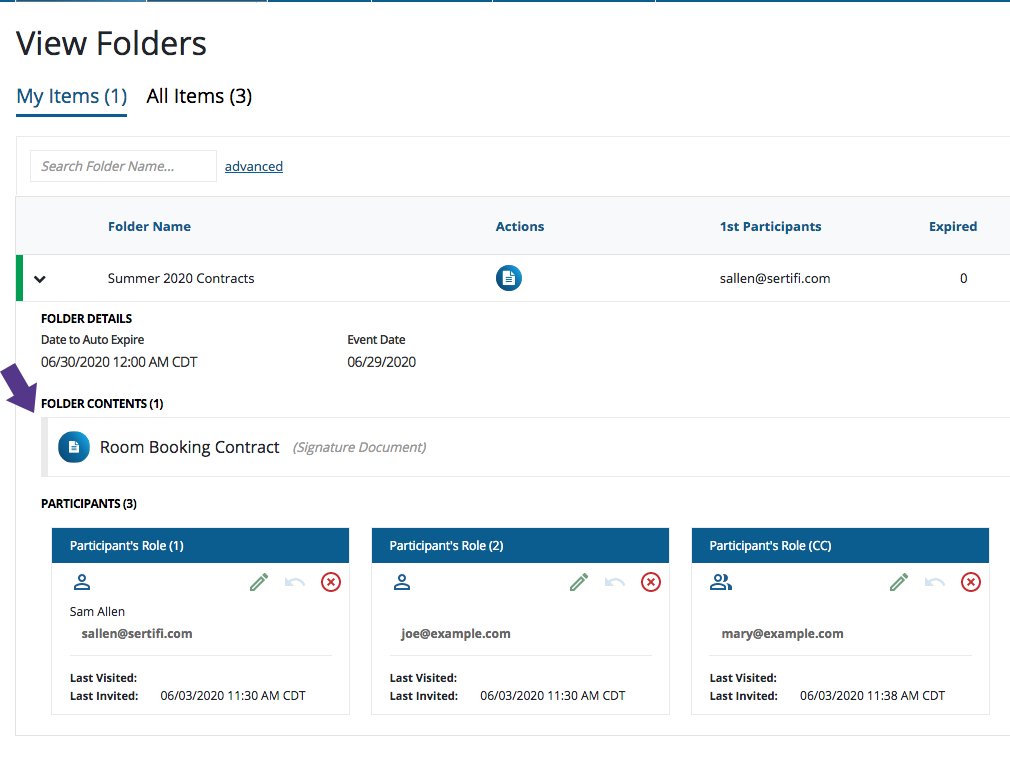 View Folders
My Items (1) All Items (3)
Search Folder Name... advanced
Folder Name Actions 1st Participants Expired
Summer 2020 Contracts sallen@sertifi.com 0
FOLDER DETAILS
Date to Auto Expire Event Date
06/30/2020 12:00 AM CDT 06/29/2020
FOLDER CONTENTS (1)
Room Booking Contract (Signature Document)
PARTICIPANTS (3)
Participant's Role (1) Participant's Role (2) Participant's Role (CC)
Sam Allen
sallen@sertifi.com joe@example.com mary@example.com
Last Visited: Last Visited: Last Visited:
Last Invited: 06/03/2020 11:30 AM CDT Last Invited: 06/03/2020 11:30 AM CDT Last Invited: 06/03/2020 11:38 AM CDT